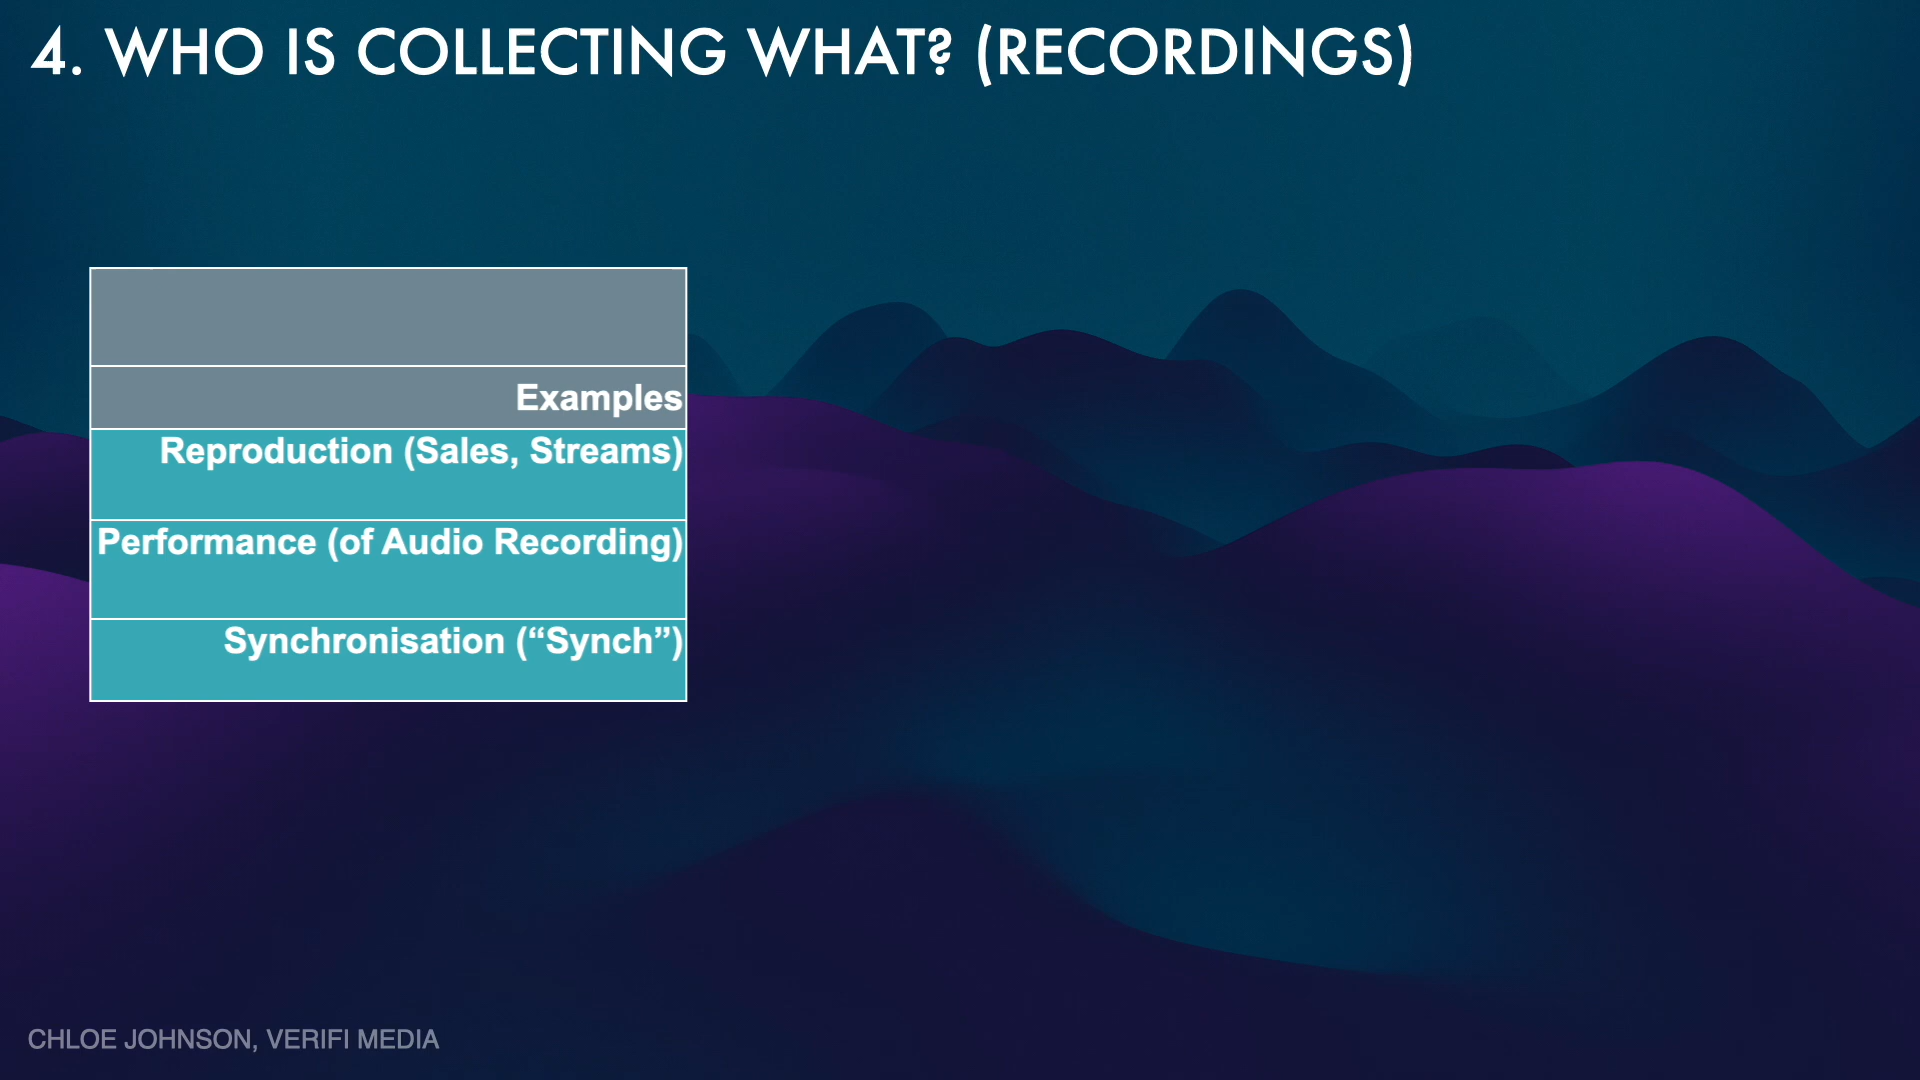 4. WHO IS COLLECTING WHAT? (RECORDINGS)
Examples
Reproduction (Sales, Streams)
Performance (of Audio Recording)
Synchronisation (“Synch”)
CHLOE JOHNSON, VERIFI MEDIA